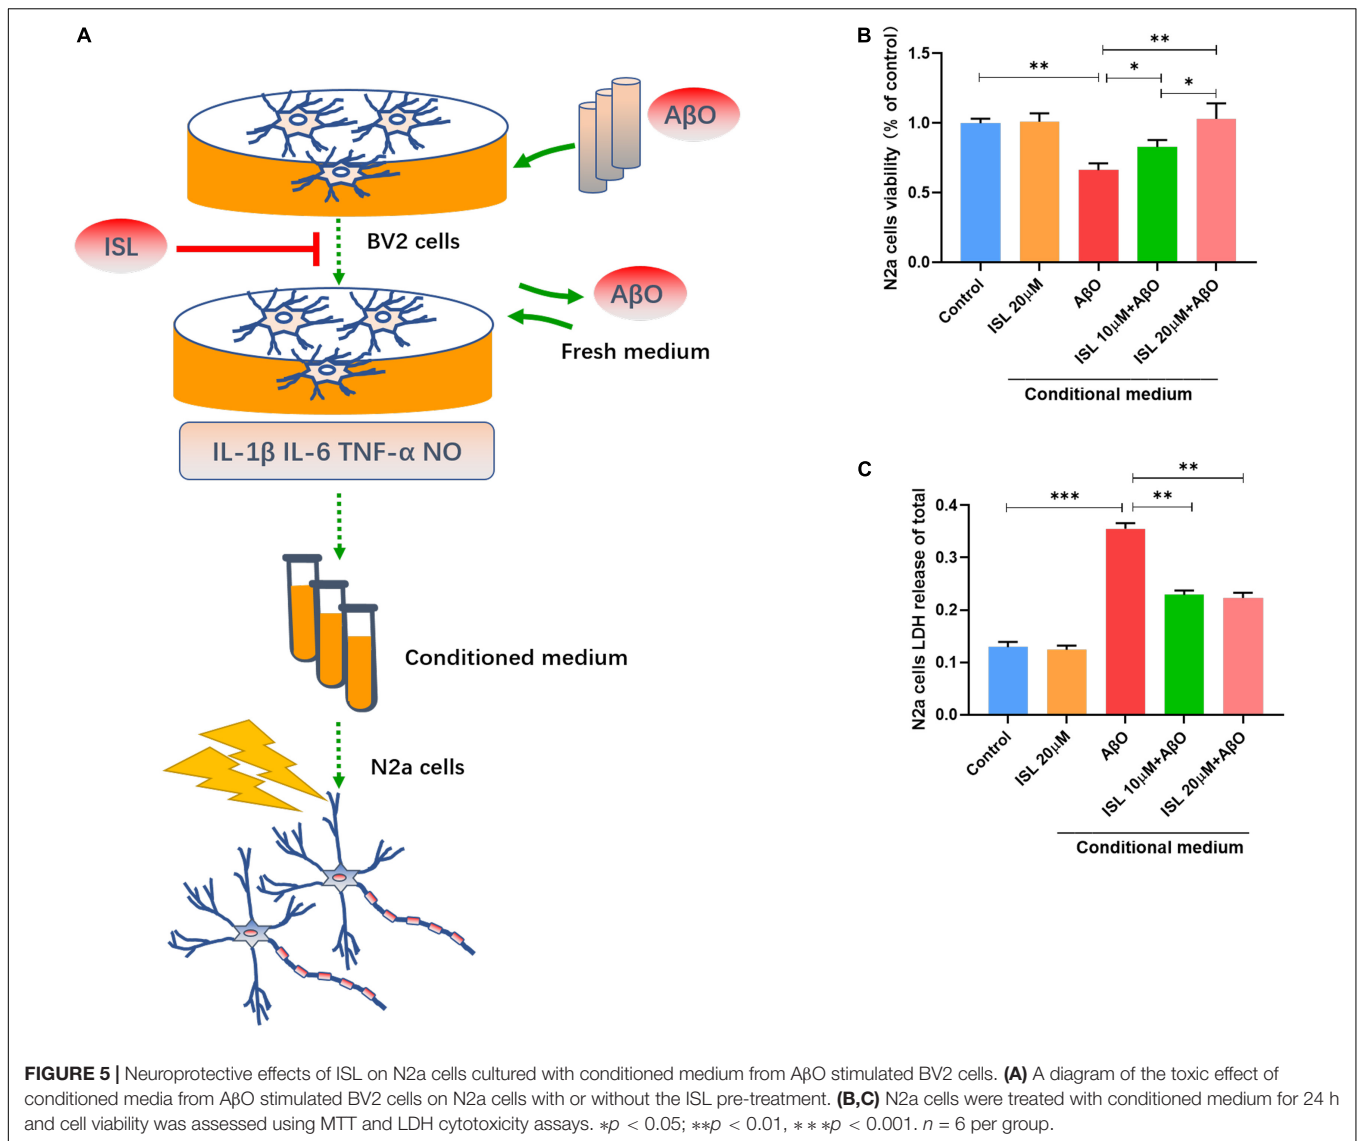 A
AβO
BV2 cells
ISL
AβO
Fresh medium
IL-1β IL-6 TNF-α NO
Conditioned medium
N2a cells
B
N2a cells viability (% of control)
1.5
1.0
0.5
0.0
**
**
*
*
Control
ISL 20μM
AβO
ISL 10μM+AβO
ISL 20μM+AβO
Conditional medium
C
N2a cells LDH release of total
0.4
0.3
0.2
0.1
0.0
***
**
**
Control
ISL 20μM
AβO
ISL 10μM+AβO
ISL 20μM+AβO
Conditional medium
FIGURE 5 | Neuroprotective effects of ISL on N2a cells cultured with conditioned medium from AβO stimulated BV2 cells. (A) A diagram of the toxic effect of
conditioned media from AβO stimulated BV2 cells on N2a cells with or without the ISL pre-treatment. (B,C) N2a cells were treated with conditioned medium for 24 h
and cell viability was assessed using MTT and LDH cytotoxicity assays. *p < 0.05; **p < 0.01, * * *p < 0.001. n = 6 per group.